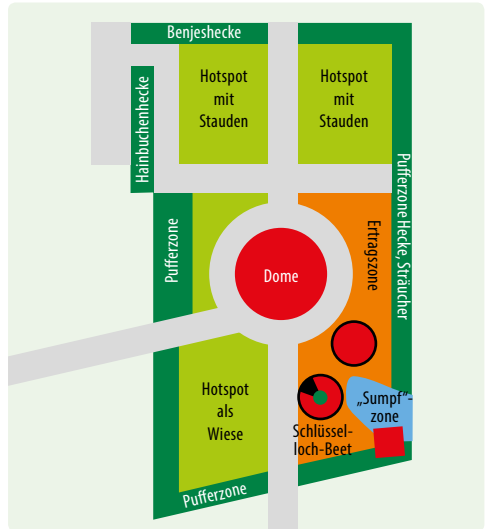 Benjeshecke
Hotspot
mit
Stauden
Hotspot
mit
Stauden
Hainbuchenhecke
Pufferzone Hecke, Sträucher
Pufferzone
Ertragszone
Dome
Hotspot
als
Wiese
„Sumpf“-
zone
Schlüssel-
loch-Beet
Pufferzone